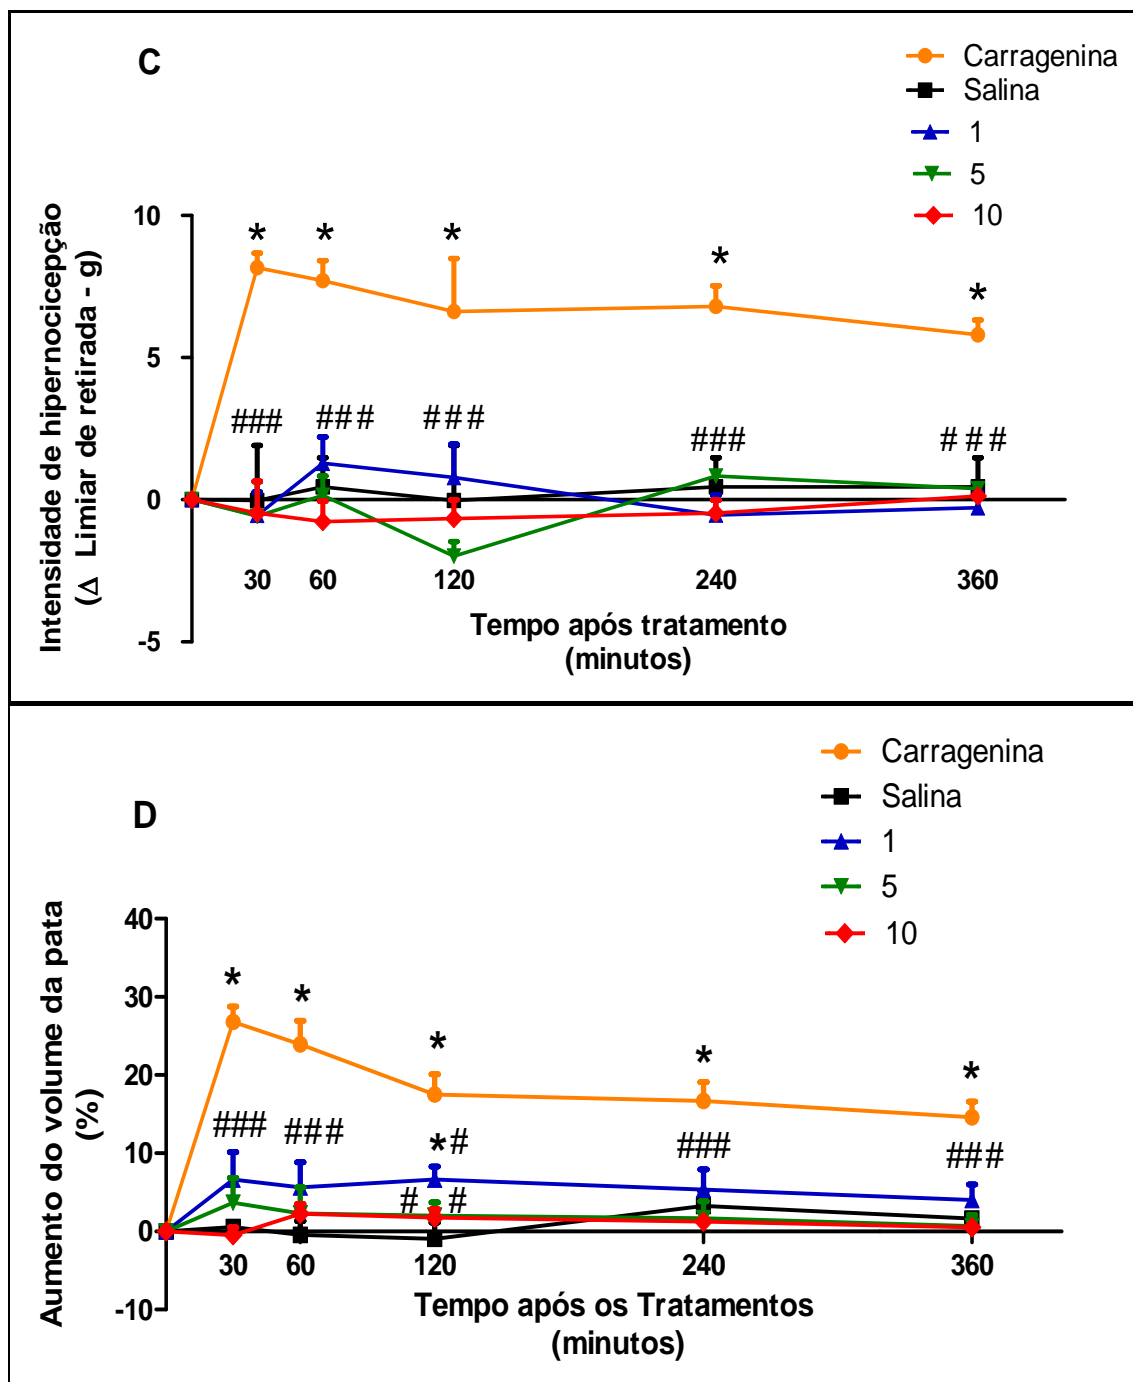 C
Carragenina
Salina
1
5
10
Intensidade de hipernocicepção
(Δ Limiar de retirada - g)
10
5
0
-5
* * * * *
### ### ### ### ###
30 60 120 240 360
Tempo após tratamento
(minutos)
D
Carragenina
Salina
1
5
10
Aumento do volume da pata
(%)
40
30
20
10
0
-10
* * * * *
### ### *# ### ###
# #
30 60 120 240 360
Tempo após os Tratamentos
(minutos)